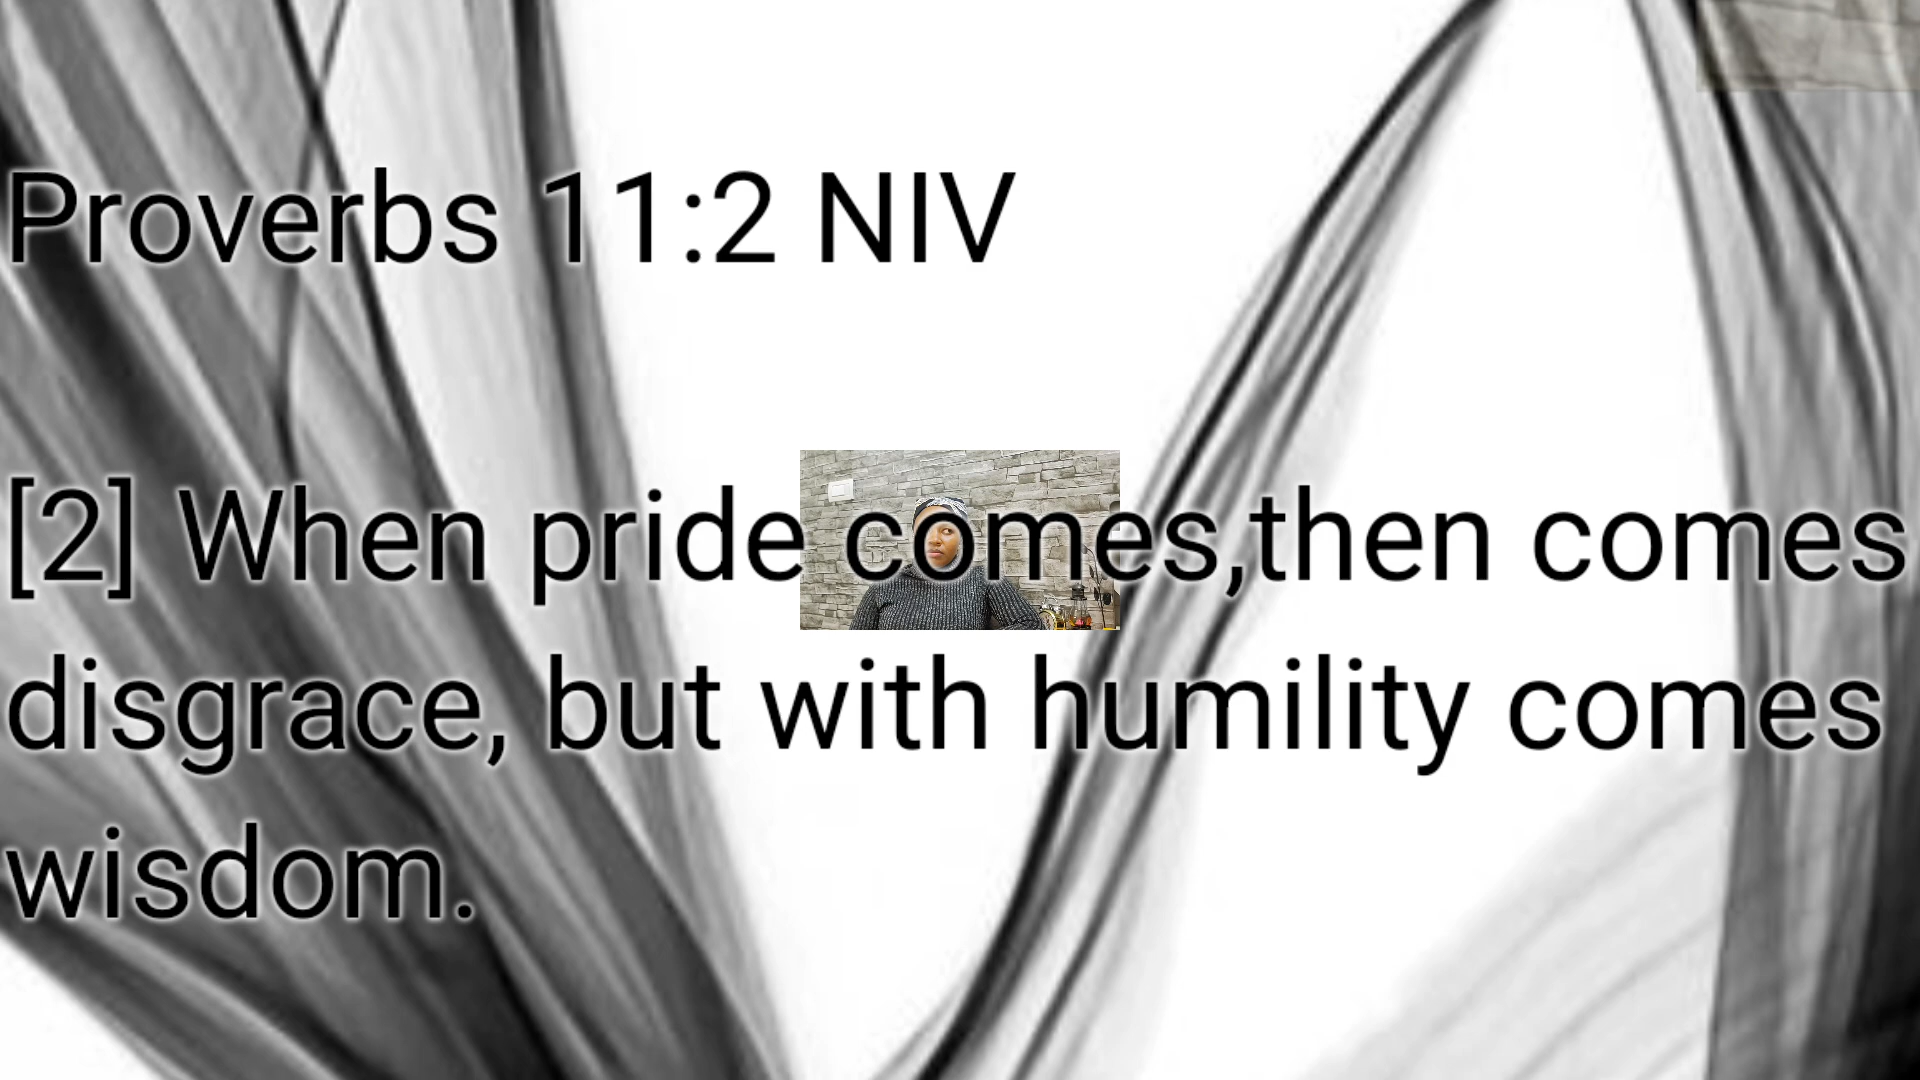 Proverbs 11:2 NIV
[2] When pride comes,then comes
disgrace, but with humility comes
wisdom.